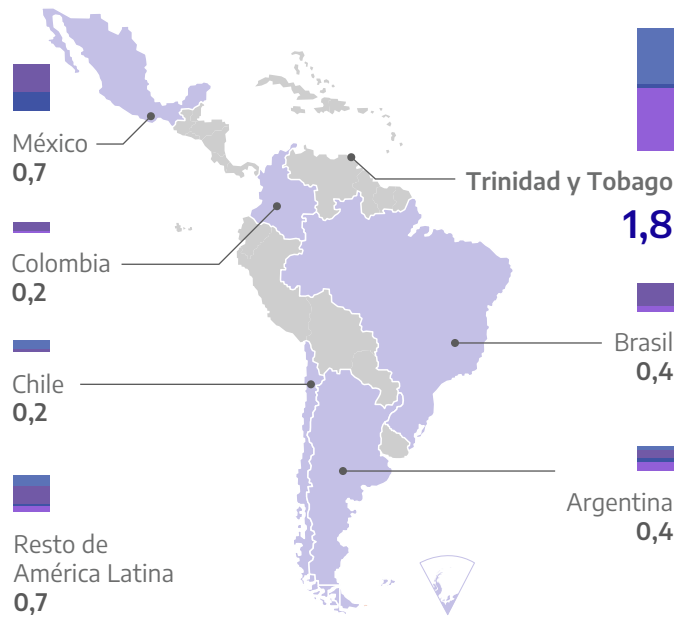 México
0,7
Trinidad y Tobago
1,8
Colombia
0,2
Brasil
0,4
Chile
0,2
Argentina
0,4
Resto de
América Latina
0,7